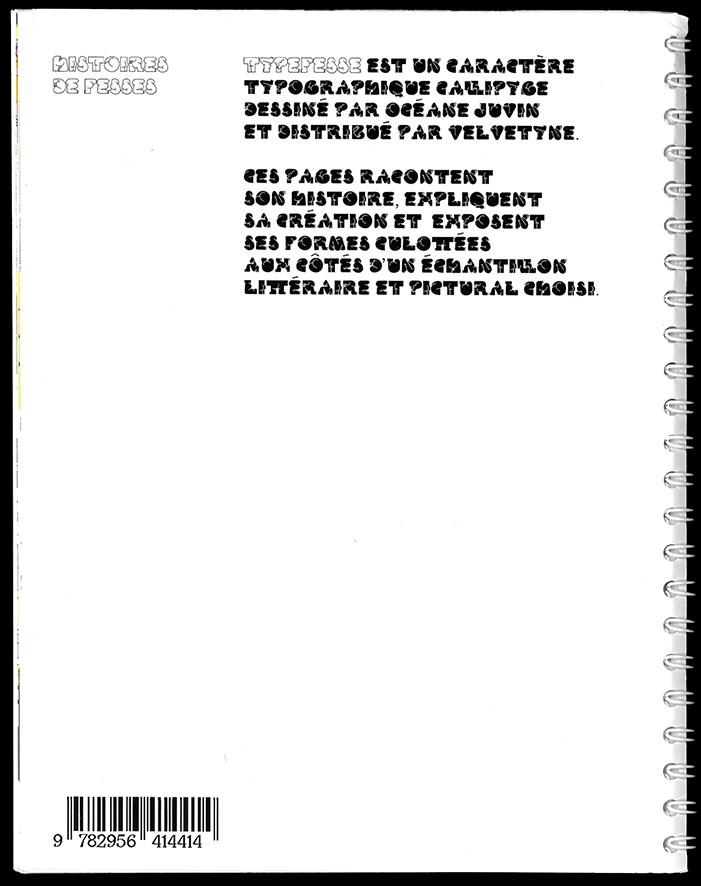 HISTOIRES
DE FESSES
TYPEFESSE EST UN CARACTÈRE
TYPOGRAPHIQUE CALLIPYGE
DESSINÉ PAR OCÉANE JUVIN
ET DISTRIBUÉ PAR VELVETYNE.
CES PAGES RACONTENT
SON HISTOIRE, EXPLIQUENT
SA CRÉATION ET EXPOSENT
SES FORMES CULOTTÉES
AUX CÔTÉS D'UN ÉCHANTILLON
LITTÉRAIRE ET PICTURAL CHOISI.
9 782956 414414